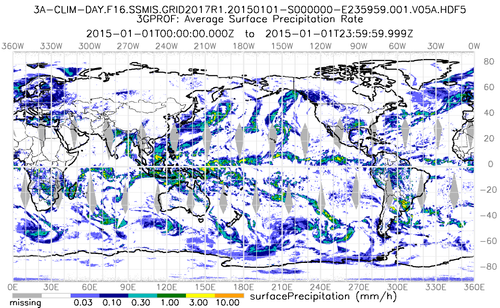 3A-CLIM-DAY.F16.SSMIS.GRID2017R1.20150101-S000000-E235959.001.V05A.HDF5
3GPROF: Average Surface Precipitation Rate
2015-01-01T00:00:00.000Z to 2015-01-01T23:59:59.999Z
360W 330W 300W 270W 240W 210W 180W 150W 120W 90W 60W 30W 0W
80
60
40
20
0
-20
-40
-60
-80
0E 30E 60E 90E 120E 150E 180E 210E 240E 270E 300E 330E 360E
missing 0.03 0.10 0.30 1.00 3.00 10.00 surfacePrecipitation (mm/h)